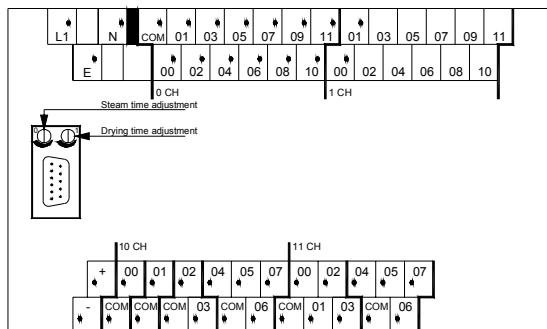 L1 N COM 01 03 05 07 09 11 01 03 05 07 09 11
E 00 02 04 06 08 10 00 02 04 06 08 10
0 CH 1 CH
Steam time adjustment
0 1
Drying time adjustment
10 CH 11 CH
+ 00 01 02 04 05 07 00 02 04 05 07
- COM COM COM 03 COM 06 COM 01 03 COM 06